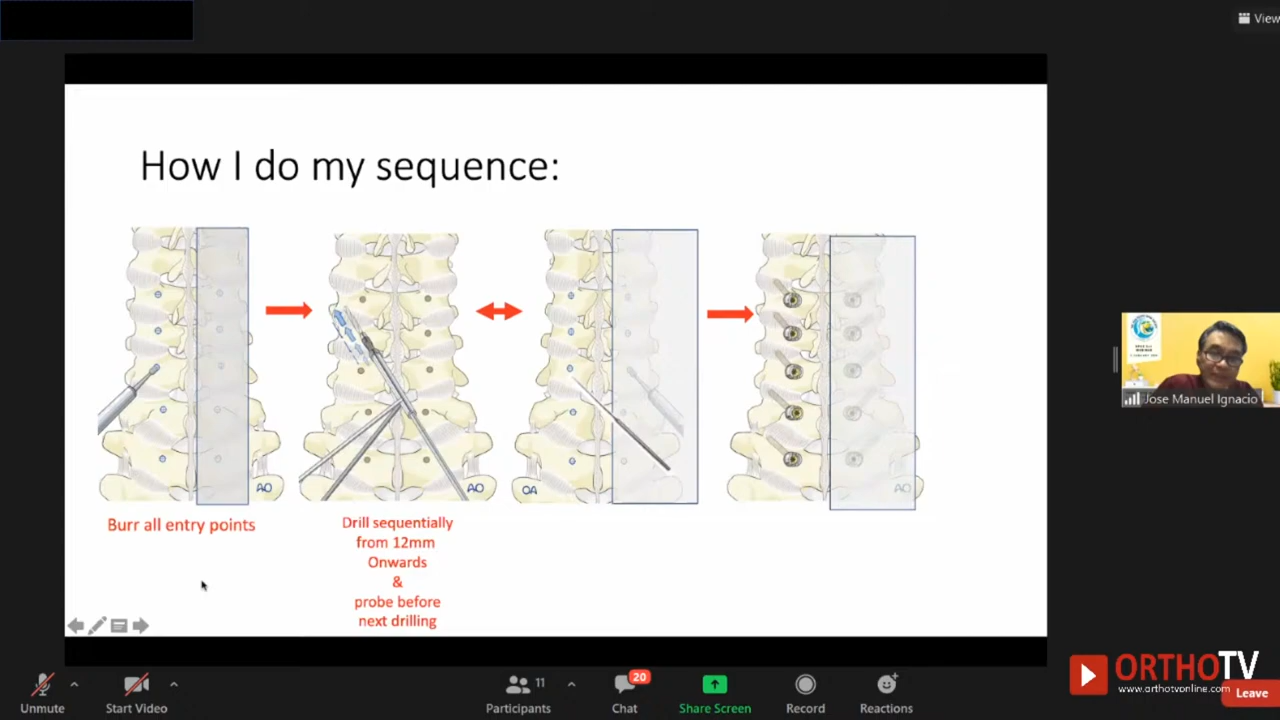 View
How I do my sequence:
AO
AO
OA
AO
Burr all entry points
Drill sequentially
from 12mm
Onwards
&
probe before
next drilling
Jose Manuel Ignacio
ORTHOTV
www.orthotvonline.com
Leave
20
11
Unmute
Start Video
Participants
Chat
Share Screen
Record
Reactions